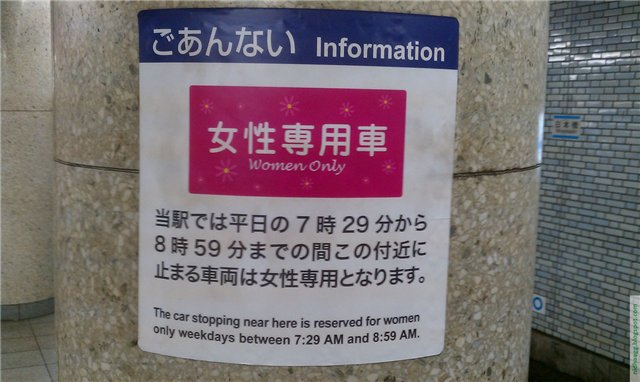 ごあんない Information
女性専用車
Women Only
当駅では平日の7時29分から
8時59分までの間この付近に
止まる車両は女性専用となります。
The car stopping near here is reserved for women
only weekdays between 7:29 AM and 8:59 AM.
日本橋